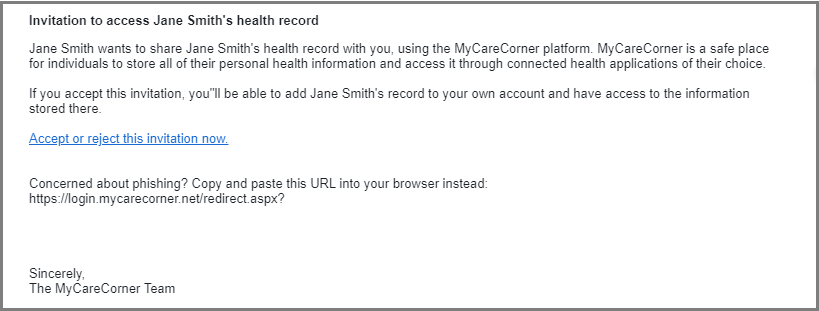 Invitation to access Jane Smith's health record
Jane Smith wants to share Jane Smith's health record with you, using the MyCareCorner platform. MyCareCorner is a safe place
for individuals to store all of their personal health information and access it through connected health applications of their choice.
If you accept this invitation, you"ll be able to add Jane Smith's record to your own account and have access to the information
stored there.
Accept or reject this invitation now.
Concerned about phishing? Copy and paste this URL into your browser instead:
https://login.mycarecorner.net/redirect.aspx?
Sincerely,
The MyCareCorner Team